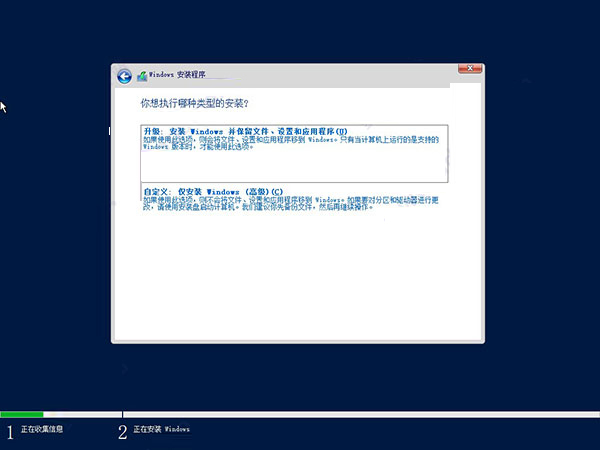 Windows 安装程序
你想执行哪种类型的安装?
升级: 安装 Windows 并保留文件、设置和应用程序(U)
如果使用此选项，则会将文件、设置和应用程序移到 Windows。只有当计算机上运行的是支持的
Windows 版本时，才能使用此选项。
自定义: 仅安装 Windows (高级)(C)
如果使用此选项，则不会将文件、设置和应用程序移到 Windows。如果要对分区和驱动器进行更
改，请使用安装盘启动计算机。我们建议你先备份文件，然后再继续操作。
1 正在收集信息
2 正在安装 Windows